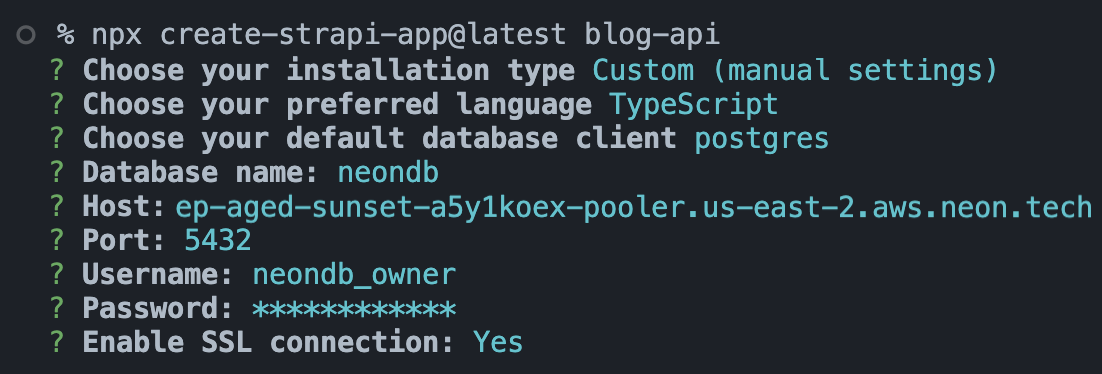 % npx create-strapi-app@latest blog-api
? Choose your installation type Custom (manual settings)
? Choose your preferred language TypeScript
? Choose your default database client postgres
? Database name: neondb
? Host: ep-aged-sunset-a5y1koex-pooler.us-east-2.aws.neon.tech
? Port: 5432
? Username: neondb_owner
? Password: ************
? Enable SSL connection: Yes